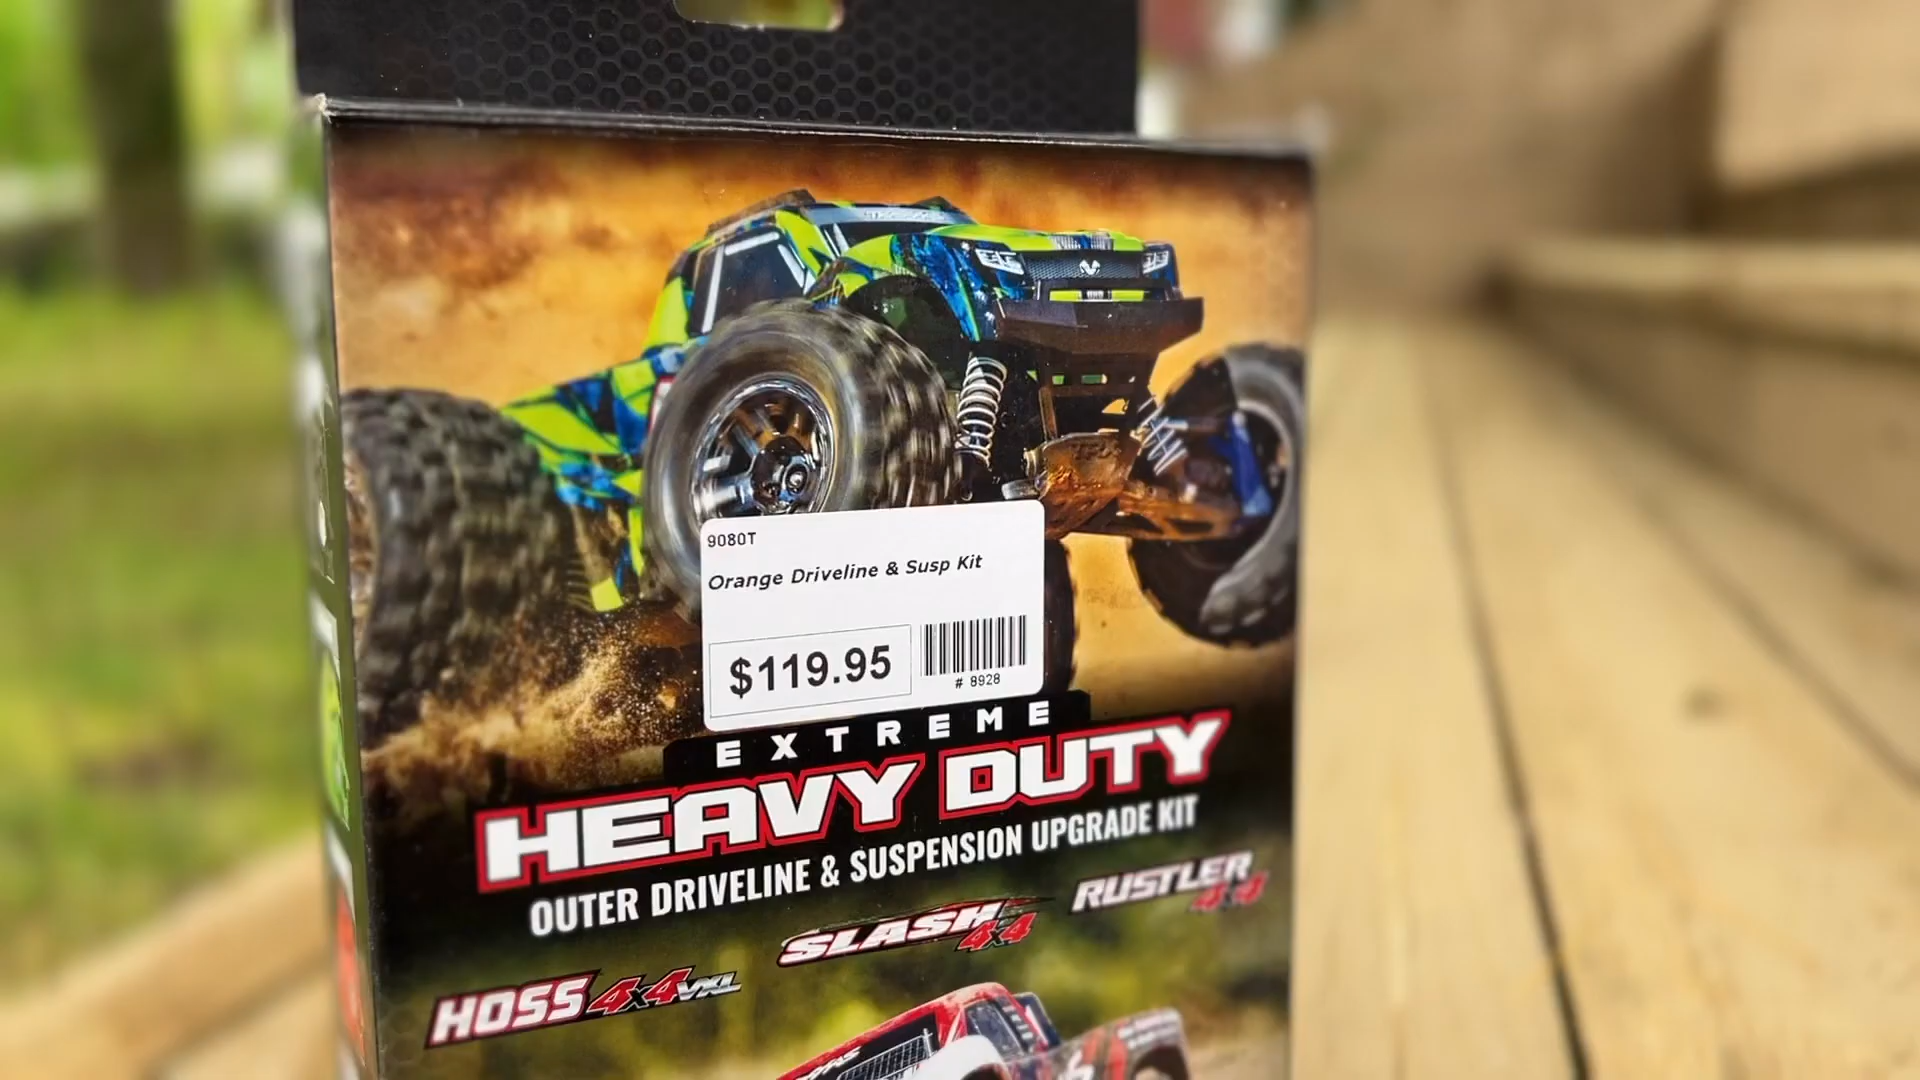 9080T
Orange Driveline & Susp Kit
$119.95
# 8928
EXTREME
HEAVY DUTY
OUTER DRIVELINE & SUSPENSION UPGRADE KIT
RUSTLER 4x4
SLASH 4x4
HOSS 4x4 VXL